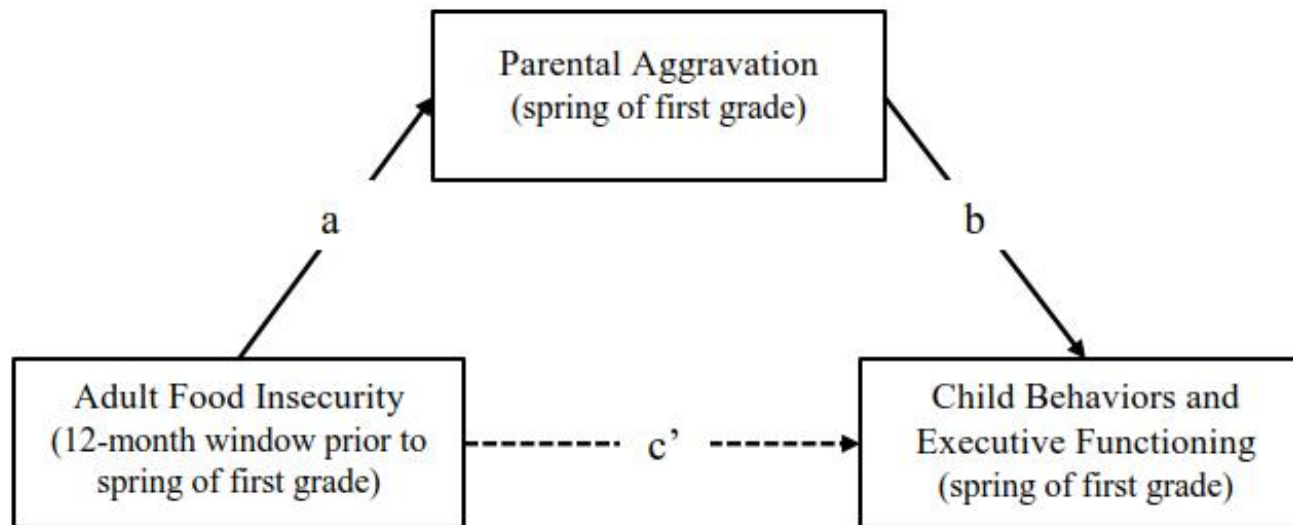 Parental Aggravation
(spring of first grade)
a
b
Adult Food Insecurity
(12-month window prior to
spring of first grade)
c’
Child Behaviors and
Executive Functioning
(spring of first grade)